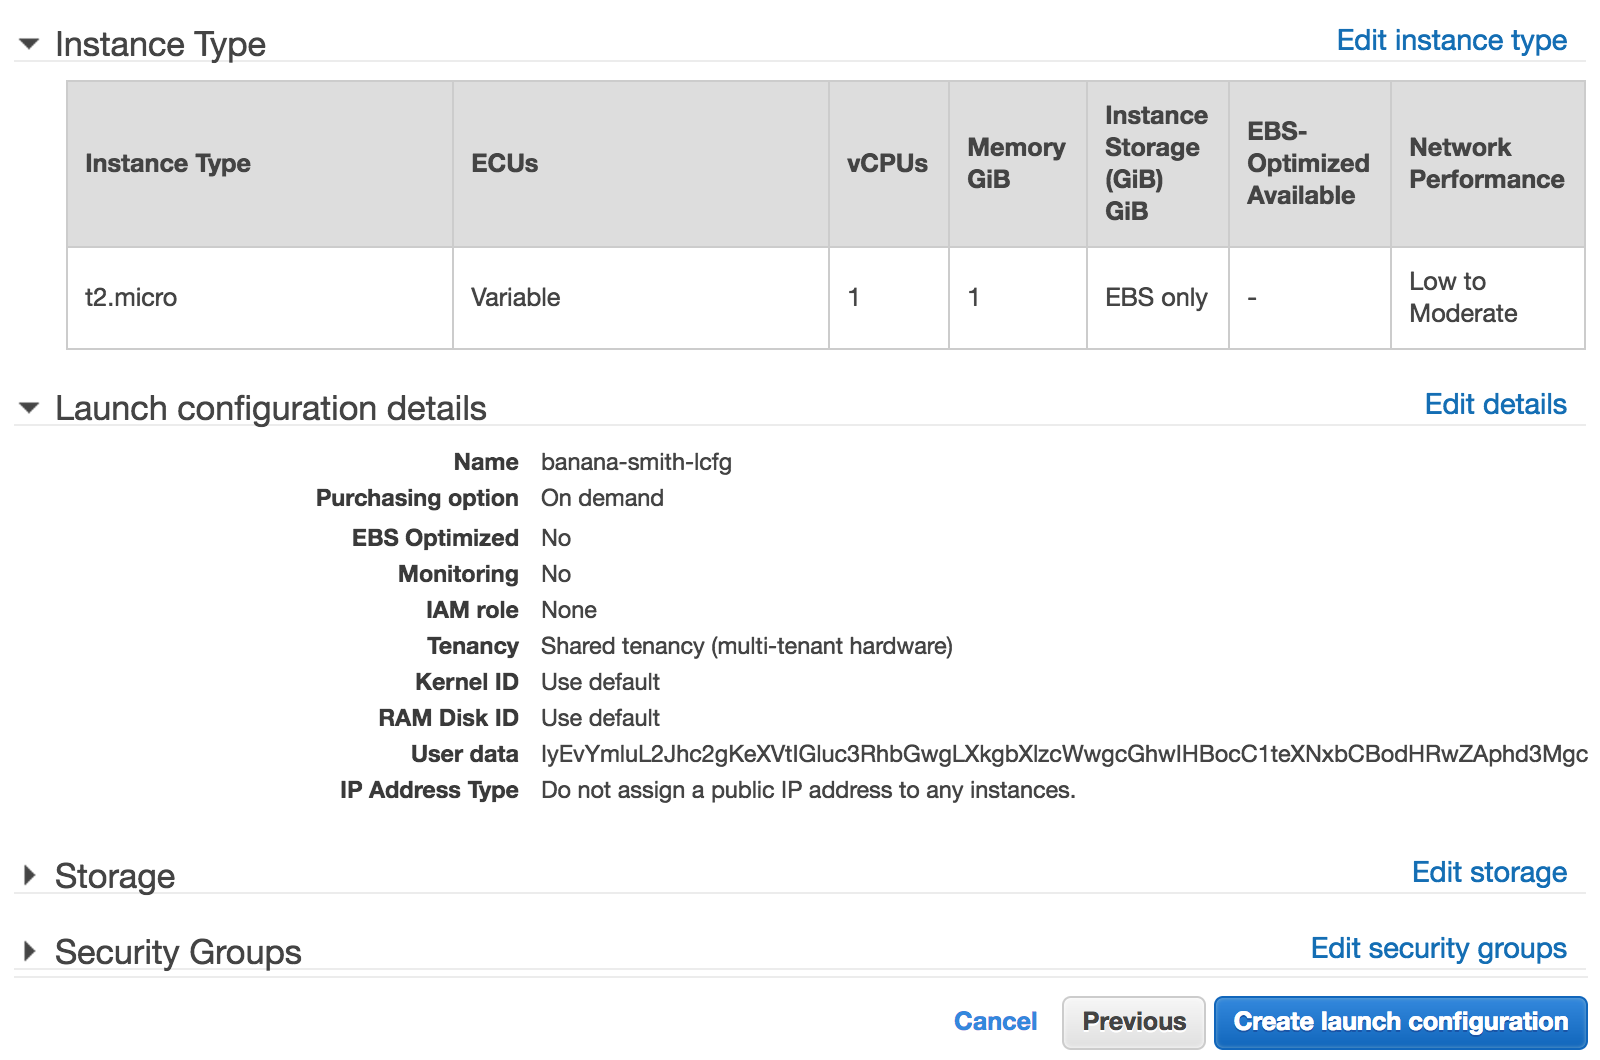 Instance Type
Edit instance type
Instance Type
ECUs
vCPUs
Memory
GiB
Instance
Storage
(GiB)
GiB
EBS-
Optimized
Available
Network
Performance
t2.micro
Variable
1
1
EBS only
-
Low to
Moderate
Launch configuration details
Edit details
Name banana-smith-lcfg
Purchasing option On demand
EBS Optimized No
Monitoring No
IAM role None
Tenancy Shared tenancy (multi-tenant hardware)
Kernel ID Use default
RAM Disk ID Use default
User data IyEvYmluL2Jhc2gKeXVtIGluc3RhbGwgLXkgbXlzcWwgcGhwIHBocC1teXNxbCBodHRwZAphd3Mgc
IP Address Type Do not assign a public IP address to any instances.
Storage
Edit storage
Security Groups
Edit security groups
Cancel
Previous
Create launch configuration